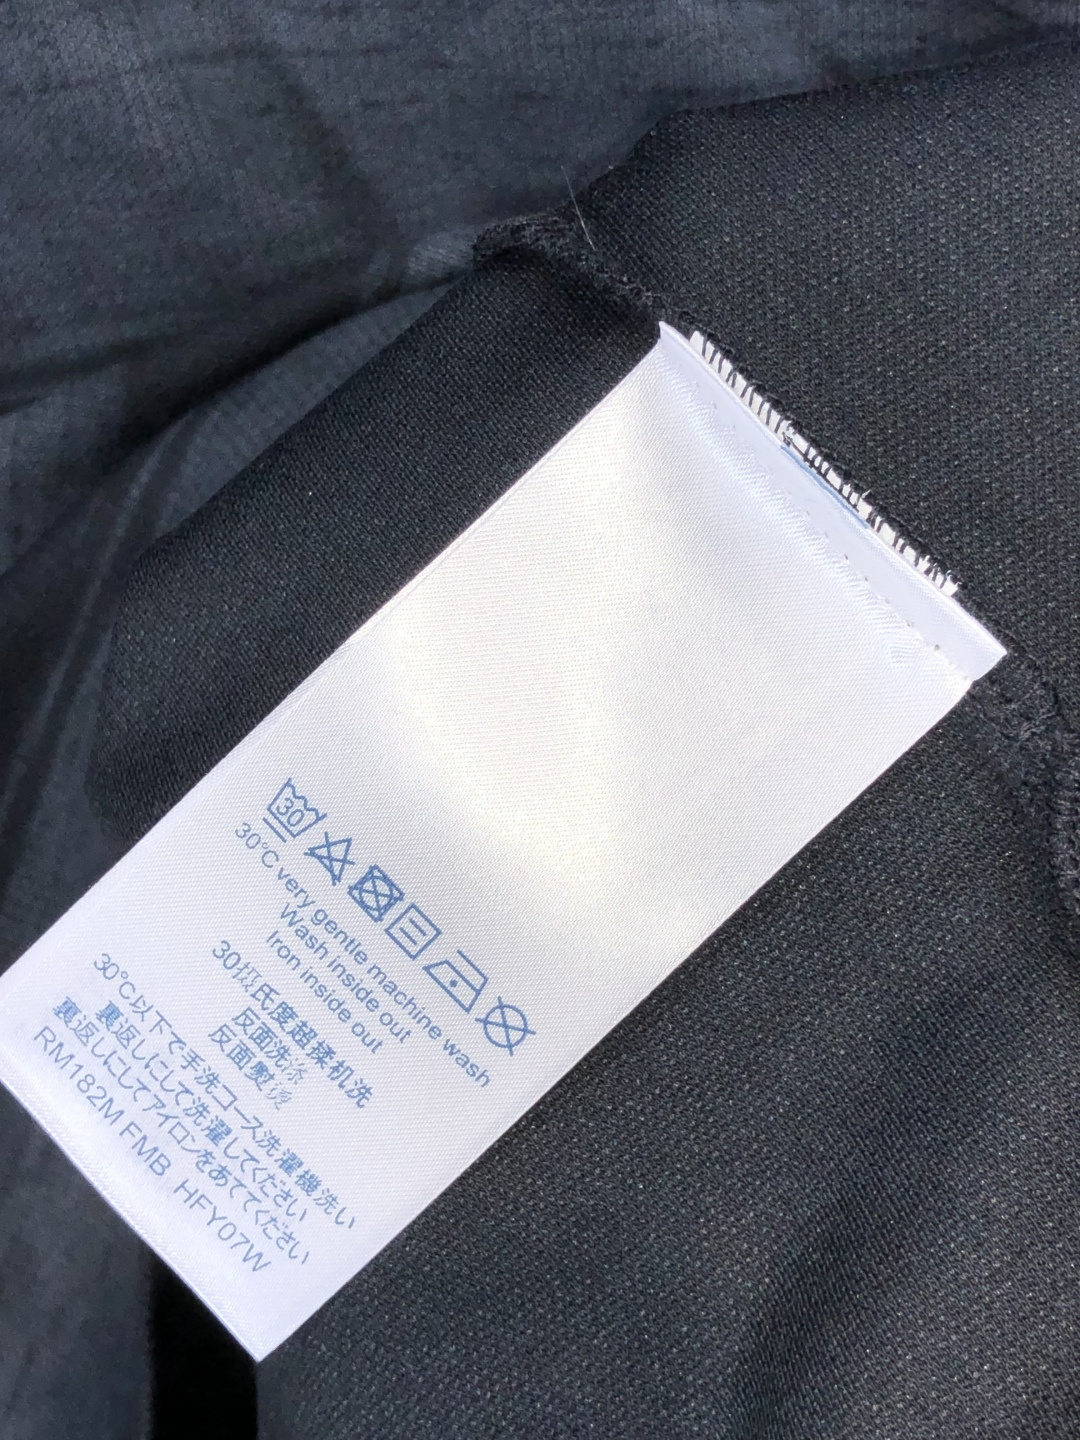 30
30°C very gentle machine wash
Wash inside out
Iron inside out
30摄氏度超揉机洗
反面洗涤
反面熨烫
30°C以下で手洗コース洗濯機洗い
裏返しにして洗濯してください
裏返しにしてアイロンをあててください
RM182M FMB HFY07W